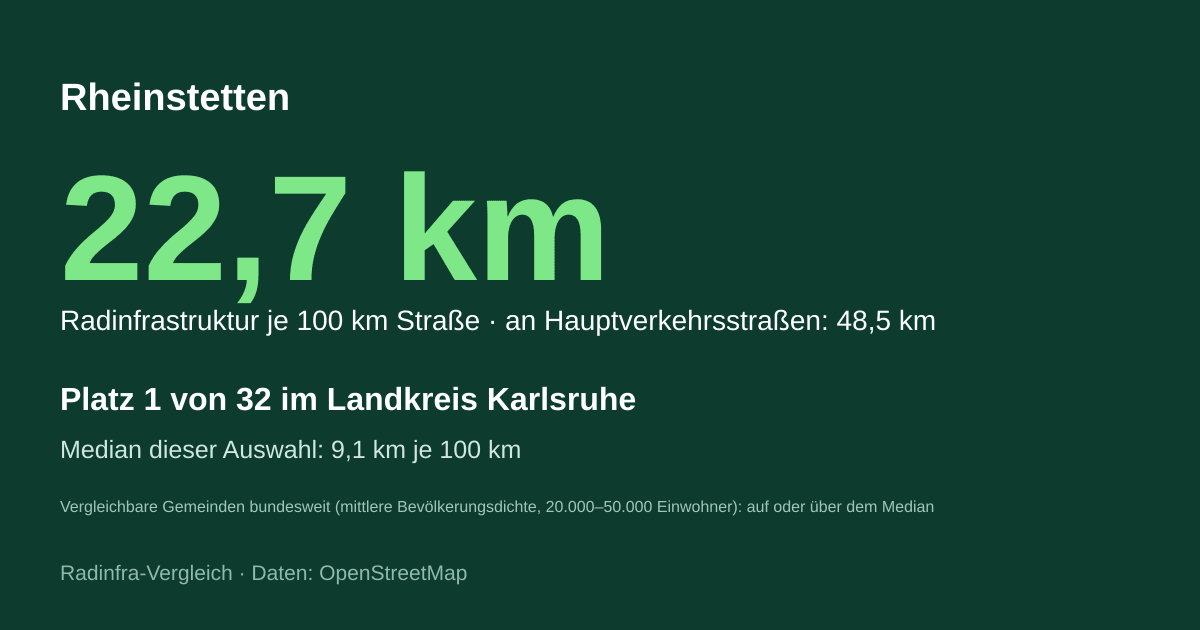 Rheinstetten
22,7 km
Radinfrastruktur je 100 km Straße · an Hauptverkehrsstraßen: 48,5 km
Platz 1 von 32 im Landkreis Karlsruhe
Median dieser Auswahl: 9,1 km je 100 km
Vergleichbare Gemeinden bundesweit (mittlere Bevölkerungsdichte, 20.000–50.000 Einwohner): auf oder über dem Median
Radinfra-Vergleich · Daten: OpenStreetMap